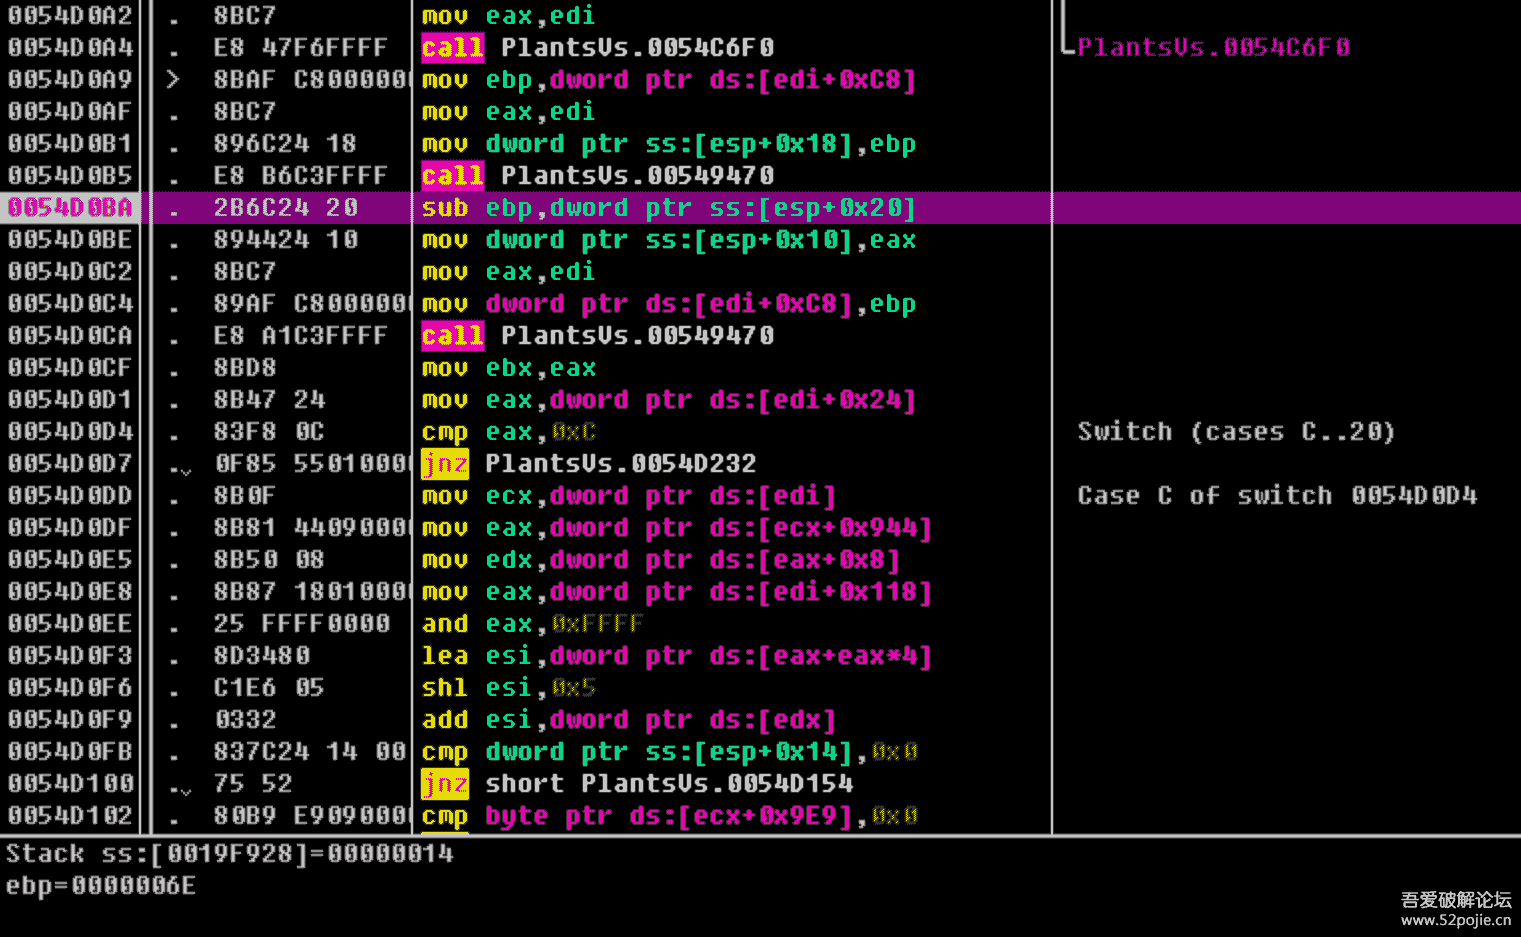 0054D0A2 . 8BC7 mov eax,edi
0054D0A4 . E8 47F6FFFF call PlantsVs.0054C6F0 PlantsVs.0054C6F0
0054D0A9 > 8BAF C8000000 mov ebp,dword ptr ds:[edi+0xC8]
0054D0AF . 8BC7 mov eax,edi
0054D0B1 . 896C24 18 mov dword ptr ss:[esp+0x18],ebp
0054D0B5 . E8 B6C3FFFF call PlantsVs.00549470
0054D0BA . 2B6C24 20 sub ebp,dword ptr ss:[esp+0x20]
0054D0BE . 894424 10 mov dword ptr ss:[esp+0x10],eax
0054D0C2 . 8BC7 mov eax,edi
0054D0C4 . 89AF C8000000 mov dword ptr ds:[edi+0xC8],ebp
0054D0CA . E8 A1C3FFFF call PlantsVs.00549470
0054D0CF . 8BD8 mov ebx,eax
0054D0D1 . 8B47 24 mov eax,dword ptr ds:[edi+0x24]
0054D0D4 . 83F8 0C cmp eax,0xC Switch (cases C..20)
0054D0D7 .v 0F85 55010000 jnz PlantsVs.0054D232
0054D0DD . 8B0F mov ecx,dword ptr ds:[edi] Case C of switch 0054D0D4
0054D0DF . 8B81 44090000 mov eax,dword ptr ds:[ecx+0x944]
0054D0E5 . 8B50 08 mov edx,dword ptr ds:[eax+0x8]
0054D0E8 . 8B87 18010000 mov eax,dword ptr ds:[edi+0x118]
0054D0EE . 25 FFFF0000 and eax,0xFFFF
0054D0F3 . 8D3480 lea esi,dword ptr ds:[eax+eax*4]
0054D0F6 . C1E6 05 shl esi,0x5
0054D0F9 . 0332 add esi,dword ptr ds:[edx]
0054D0FB . 837C24 14 00 cmp dword ptr ss:[esp+0x14],0x0
0054D100 .v 75 52 jnz short PlantsVs.0054D154
0054D102 . 80B9 E9090000 cmp byte ptr ds:[ecx+0x9E9],0x0
Stack ss:[0019F928]=00000014
ebp=0000006E
吾爱破解论坛
www.52pojie.cn